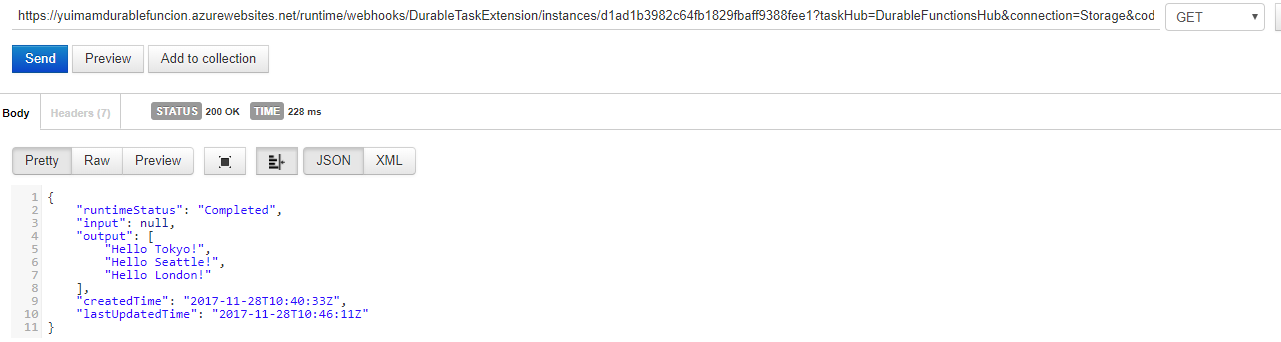 https://yuimamdurablefuncion.azurewebsites.net/runtime/webhooks/DurableTaskExtension/instances/d1ad1b3982c64fb1829fbaff9388fee1?taskHub=DurableFunctionsHub&connection=Storage&cod GET
Send Preview Add to collection
Body Headers (7) STATUS 200 OK TIME 228 ms
Pretty Raw Preview JSON XML
1 {
2 "runtimeStatus": "Completed",
3 "input": null,
4 "output": [
5 "Hello Tokyo!",
6 "Hello Seattle!",
7 "Hello London!"
8 ],
9 "createdTime": "2017-11-28T10:40:33Z",
10 "lastUpdatedTime": "2017-11-28T10:46:11Z"
11 }